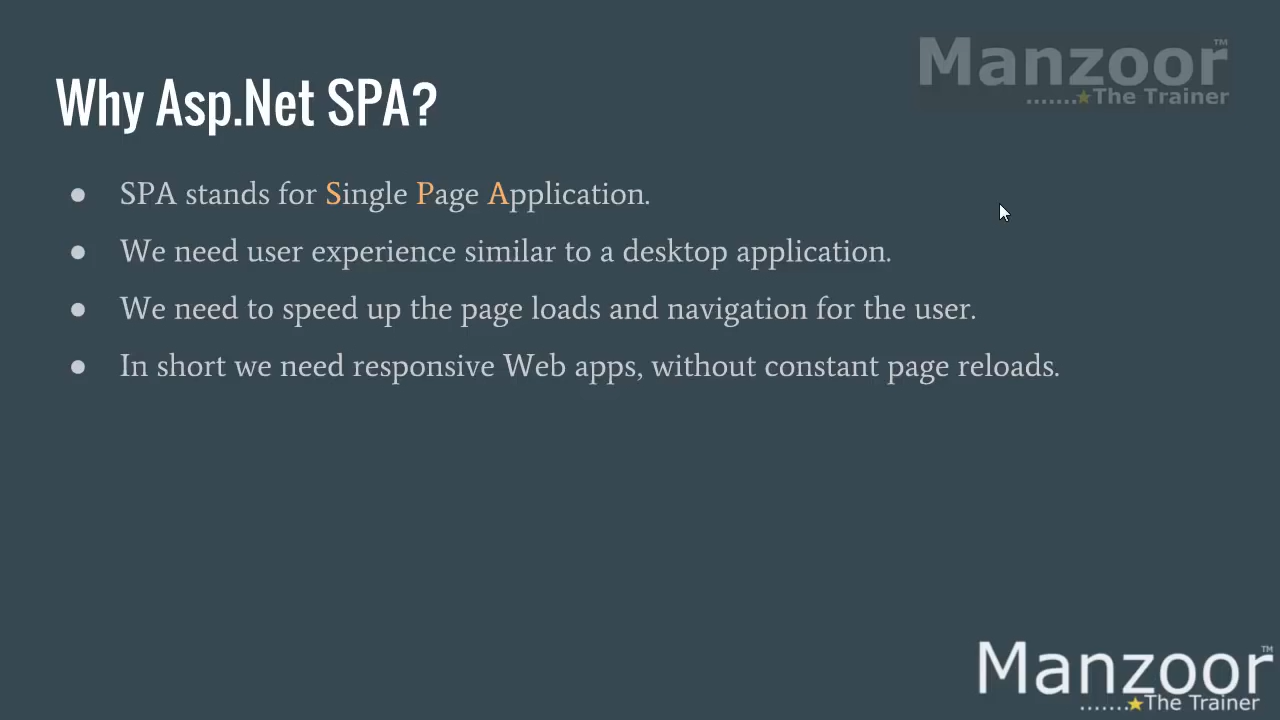 Manzoor™
.......★The Trainer
Why Asp.Net SPA?
● SPA stands for Single Page Application.
● We need user experience similar to a desktop application.
● We need to speed up the page loads and navigation for the user.
● In short we need responsive Web apps, without constant page reloads.
Manzoor™
.......★The Trainer